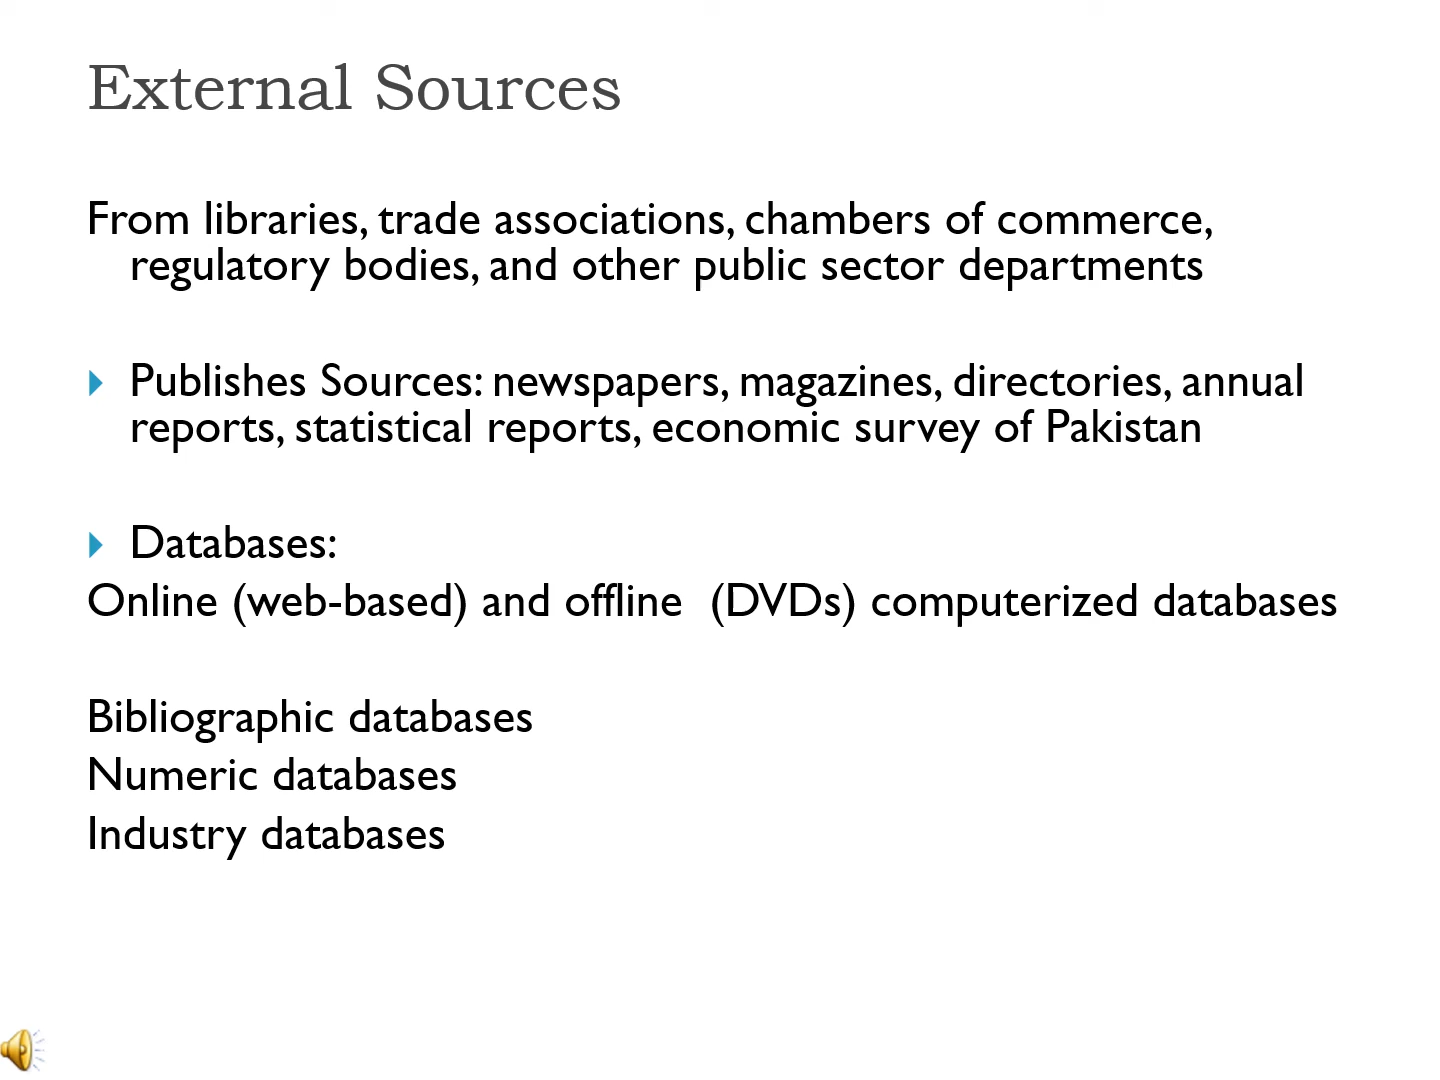 External Sources
From libraries, trade associations, chambers of commerce,
regulatory bodies, and other public sector departments
Publishes Sources: newspapers, magazines, directories, annual
reports, statistical reports, economic survey of Pakistan
Databases:
Online (web-based) and offline  (DVDs) computerized databases
Bibliographic databases
Numeric databases
Industry databases